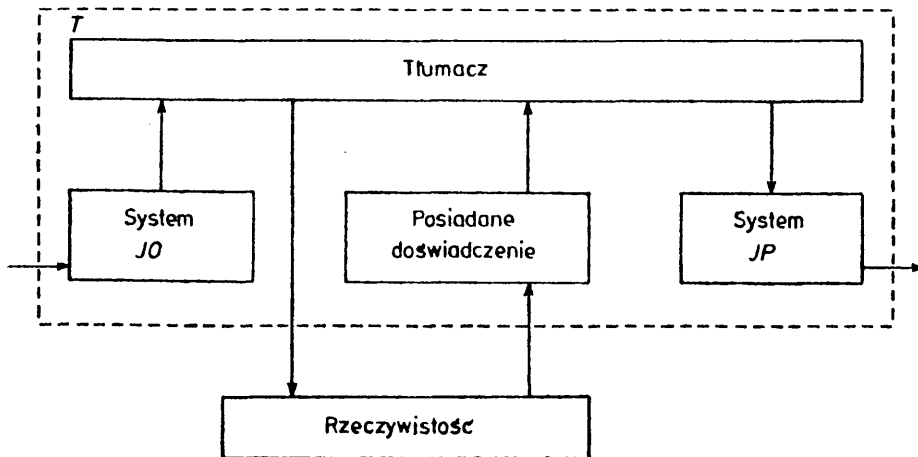 T
Tłumacz
System
JO
Posiadane
doświadczenie
System
JP
Rzeczywistość